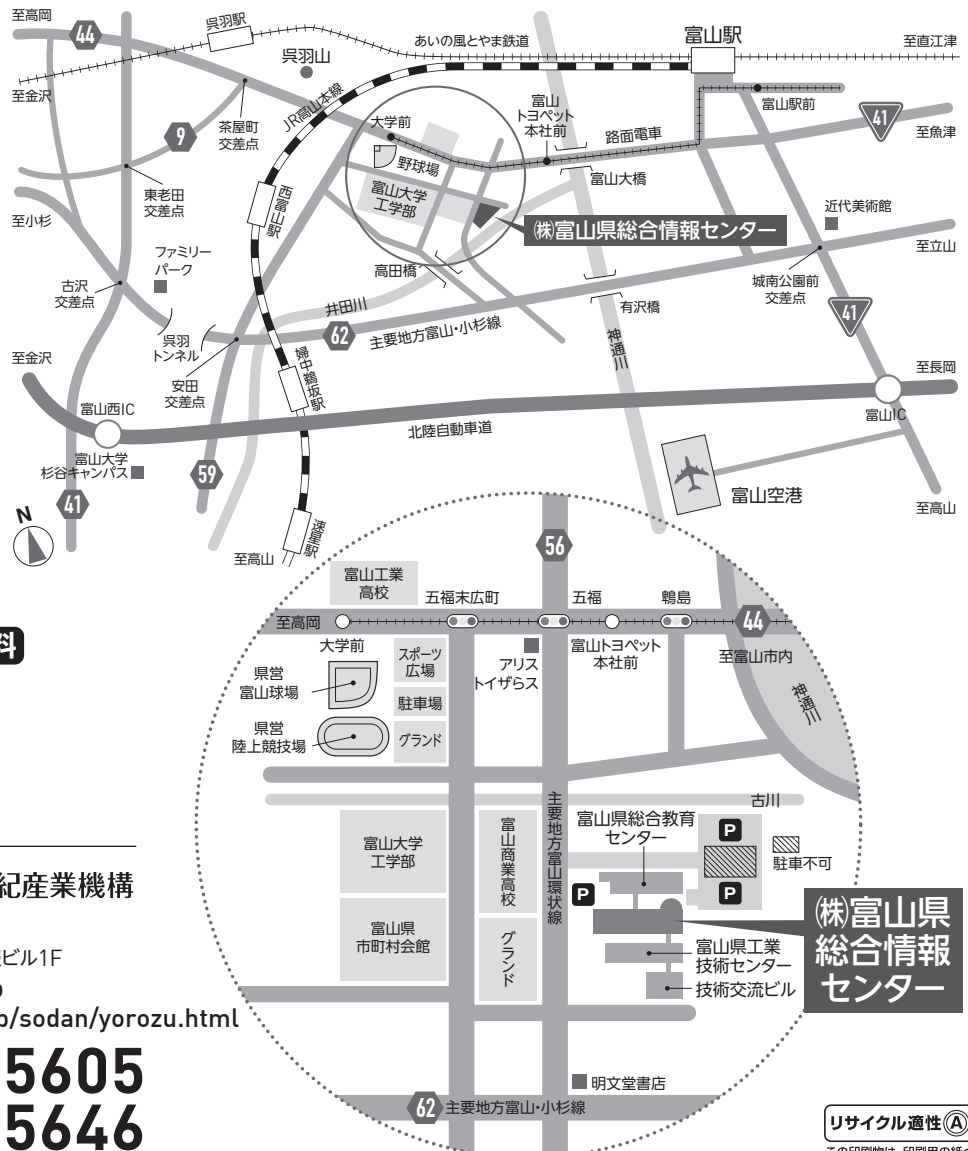 至高岡
44
呉羽駅
呉羽山
あいの風とやま鉄道
富山駅
至直江津
至金沢
9
茶屋町
交差点
JR高山本線
大学前
富山
トヨペット
本社前
路面電車
富山駅前
41
至魚津
野球場
東老田
交差点
西富山駅
富山大学
工学部
富山大橋
至小杉
㈱富山県総合情報センター
近代美術館
至立山
ファミリー
パーク
高田橋
城南公園前
交差点
古沢
交差点
井田川
有沢橋
41
呉羽
トンネル
62
主要地方富山・小杉線
神通川
至金沢
安田
交差点
婦中鵜坂駅
至長岡
富山西IC
北陸自動車道
富山IC
富山大学
杉谷キャンパス
59
富山空港
41
至高山
N
速星駅
至高山
56
富山工業
高校
五福末広町
五福
鵯島
至高岡
44
料
大学前
スポーツ
広場
アリス
トイザらス
富山トヨペット
本社前
至富山市内
県営
富山球場
駐車場
神通川
県営
陸上競技場
グランド
主要地方富山環状線
古川
富山大学
工学部
富山商業高校
富山県総合教育
センター
P
駐車不可
P
P
紀産業機構
富山県
市町村会館
グランド
㈱富山県
総合情報
センター
富山県工業
技術センター
技術交流ビル
ビル1F
p/sodan/yorozu.html
5605
5646
明文堂書店
62
主要地方富山・小杉線
リサイクル適性Ⓐ